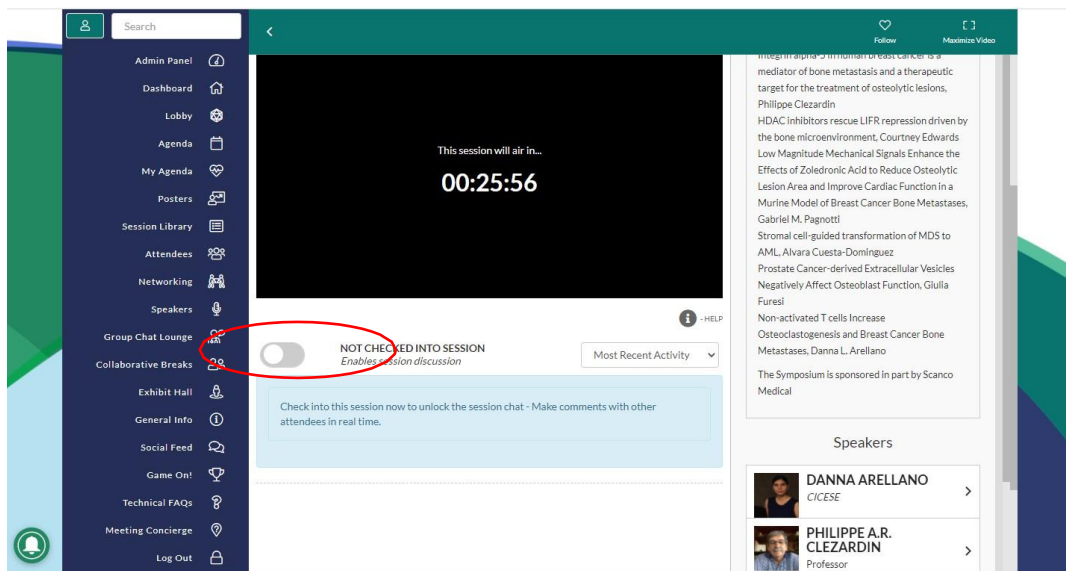 Search
Admin Panel
Dashboard
Lobby
Agenda
My Agenda
Posters
Session Library
Attendees
Networking
Speakers
Group Chat Lounge
Collaborative Breaks
Exhibit Hall
General Info
Social Feed
Game On!
Technical FAQs
Meeting Concierge
Log Out
Follow
Maximize Video
This session will air in...
00:25:56
- HELP
NOT CHECKED INTO SESSION
Enables session discussion
Most Recent Activity
Check into this session now to unlock the session chat - Make comments with other
attendees in real time.
Integrin alpha-5 in human breast cancer is a
mediator of bone metastasis and a therapeutic
target for the treatment of osteolytic lesions,
Philippe Clezardin
HDAC inhibitors rescue LIFR repression driven by
the bone microenvironment, Courtney Edwards
Low Magnitude Mechanical Signals Enhance the
Effects of Zoledronic Acid to Reduce Osteolytic
Lesion Area and Improve Cardiac Function in a
Murine Model of Breast Cancer Bone Metastases,
Gabriel M. Pagnotti
Stromal cell-guided transformation of MDS to
AML, Alvara Cuesta-Dominguez
Prostate Cancer-derived Extracellular Vesicles
Negatively Affect Osteoblast Function, Giulia
Furesi
Non-activated T cells Increase
Osteoclastogenesis and Breast Cancer Bone
Metastases, Danna L. Arellano
The Symposium is sponsored in part by Scanco
Medical
Speakers
DANNA ARELLANO
CICESE
PHILIPPE A.R.
CLEZARDIN
Professor